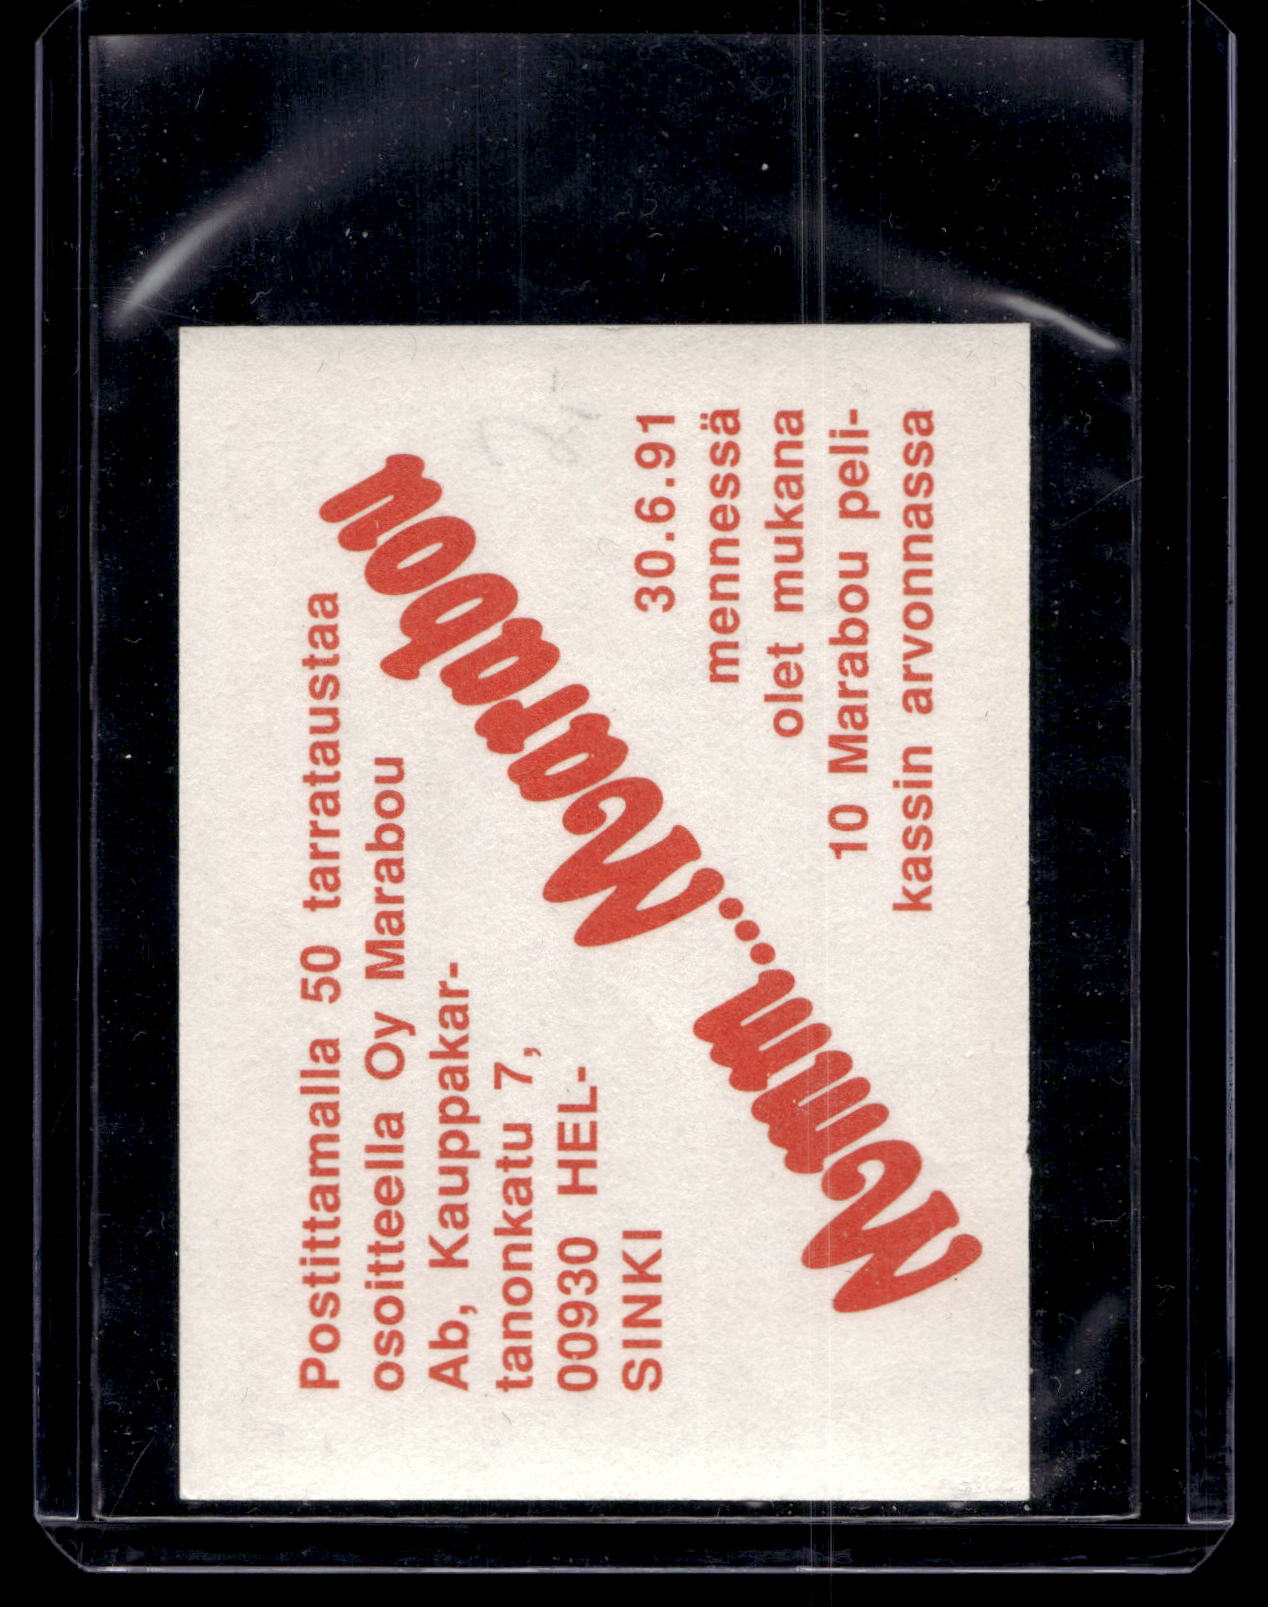 Postittamalla 50 tarrataustaa
osoitteella Oy Marabou
Ab, Kauppakar-
tanonkatu 7,
00930 HEL-
SINKI
Mmm...Marabou
30.6.91
mennessä
olet mukana
10 Marabou peli-
kassin arvonnassa